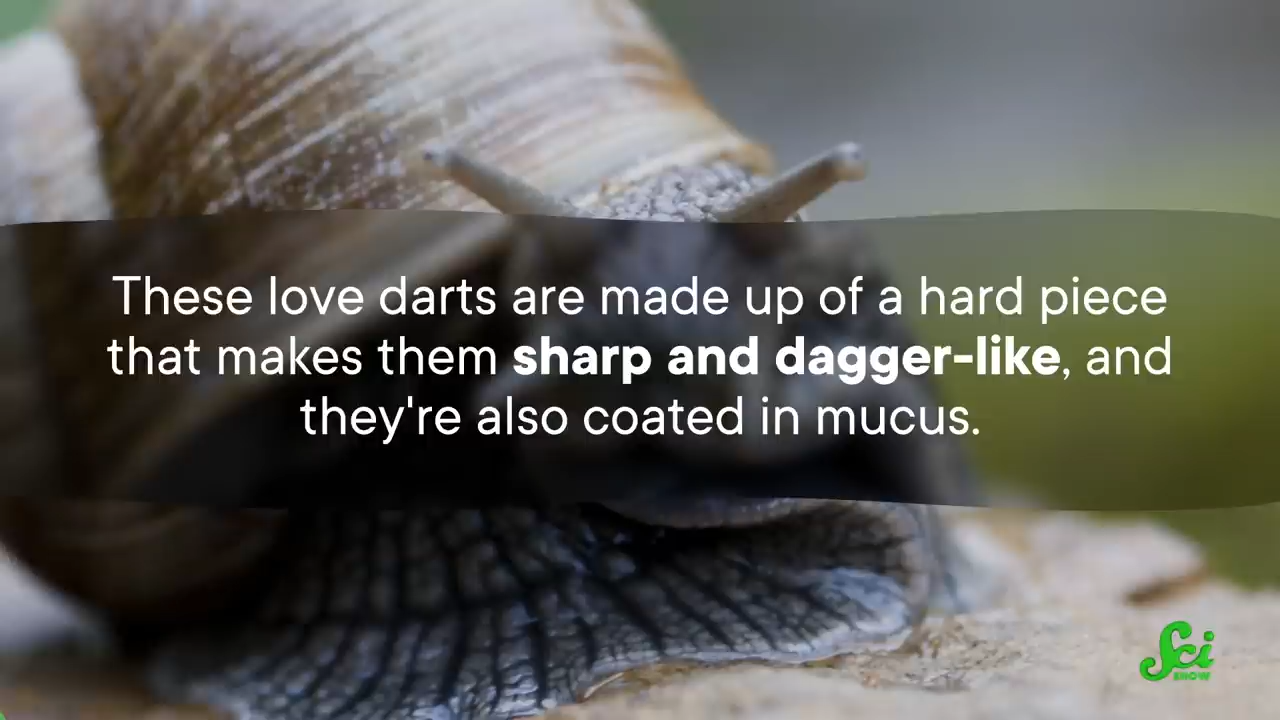 These love darts are made up of a hard piece
that makes them sharp and dagger-like, and
they're also coated in mucus.
Sci
SHOW